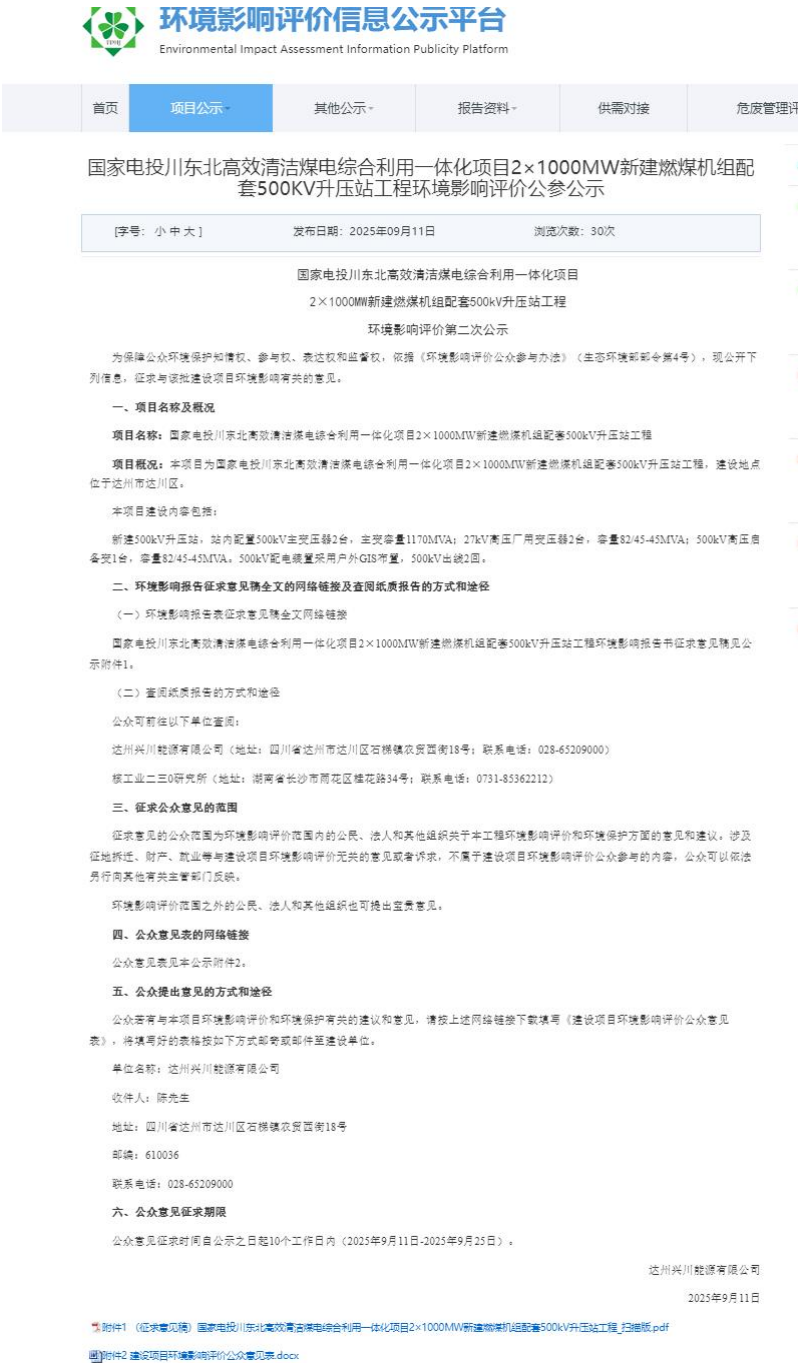 环境影响评价信息公示平台
Environmental Impact Assessment Information Publicity Platform
首页 项目公示 其他公示 报告资料 供需对接 危废管理评
国家电投川东北高效清洁煤电综合利用一体化项目2×1000MW新建燃煤机组配
套500KV升压站工程环境影响评价公参公示
[字号： 小 中 大 ] 发布日期：2025年09月11日 浏览次数：30次
国家电投川东北高效清洁煤电综合利用一体化项目
2×1000MW新建燃煤机组配套500kV升压站工程
环境影响评价第二次公示
为保障公众环境保护知情权、参与权、表达权和监督权，依据《环境影响评价公众参与办法》（生态环境部部令第4号），现公开下
列信息，征求与该批建设项目环境影响有关的意见。
一、项目名称及概况
项目名称：国家电投川东北高效清洁煤电综合利用一体化项目2×1000MW新建燃煤机组配套500kV升压站工程
项目概况：本项目为国家电投川东北高效清洁煤电综合利用一体化项目2×1000MW新建燃煤机组配套500kV升压站工程，建设地点
位于达州市达川区。
本项目建设内容包括：
新建500kV升压站，站内配置500kV主变压器2台，主变容量1170MVA；27kV高压厂用变压器2台，容量82/45-45MVA；500kV高压启
备变1台，容量82/45-45MVA。500kV配电装置采用户外GIS布置，500kV出线2回。
二、环境影响报告征求意见稿全文的网络链接及查阅纸质报告的方式和途径
（一）环境影响报告表征求意见稿全文网络链接
国家电投川东北高效清洁煤电综合利用一体化项目2×1000MW新建燃煤机组配套500kV升压站工程环境影响报告书征求意见稿见公
示附件1。
（二）查阅纸质报告的方式和途径
公众可前往以下单位查阅：
达州兴川能源有限公司（地址：四川省达州市达川区石梯镇农贸西街18号；联系电话：028-65209000）
核工业二三0研究所（地址：湖南省长沙市雨花区桂花路34号；联系电话：0731-85362212）
三、征求公众意见的范围
征求意见的公众范围为环境影响评价范围内的公民、法人和其他组织关于本工程环境影响评价和环境保护方面的意见和建议。涉及
征地拆迁、财产、就业等与建设项目环境影响评价无关的意见或者诉求，不属于建设项目环境影响评价公众参与的内容，公众可以依法
另行向其他有关主管部门反映。
环境影响评价范围之外的公民、法人和其他组织也可提出宝贵意见。
四、公众意见表的网络链接
公众意见表见本公示附件2。
五、公众提出意见的方式和途径
公众若有与本项目环境影响评价和环境保护有关的建议和意见，请按上述网络链接下载填写《建设项目环境影响评价公众意见
表》，将填写好的表格按如下方式邮寄或邮件至建设单位。
单位名称：达州兴川能源有限公司
收件人：陈先生
地址：四川省达州市达川区石梯镇农贸西街18号
邮编：610036
联系电话：028-65209000
六、公众意见征求期限
公众意见征求时间自公示之日起10个工作日内（2025年9月11日-2025年9月25日）。
达州兴川能源有限公司
2025年9月11日
附件1 （征求意见稿）国家电投川东北高效清洁煤电综合利用一体化项目2×1000MW新建燃煤机组配套500kV升压站工程_扫描版.pdf
附件2 建设项目环境影响评价公众意见表.docx